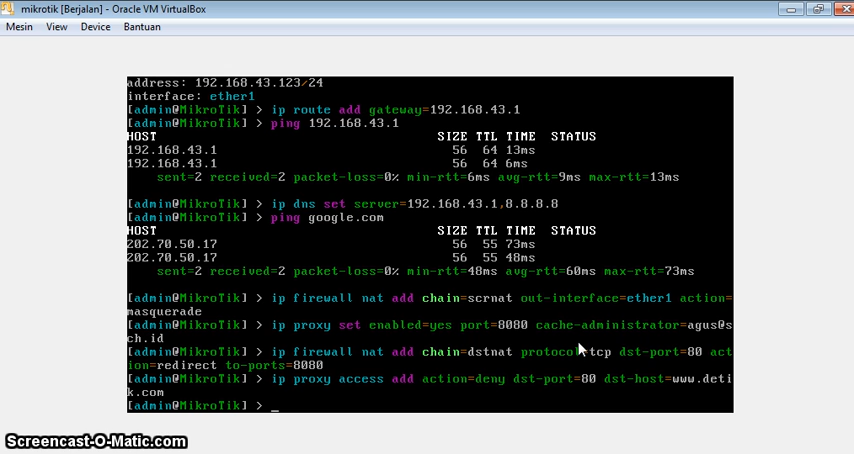 mikrotik [Berjalan] - Oracle VM VirtualBox
Mesin View Device Bantuan
address: 192.168.43.123/24
interface: ether1
[admin@MikroTik] > ip route add gateway=192.168.43.1
[admin@MikroTik] > ping 192.168.43.1
HOST SIZE TTL TIME STATUS
192.168.43.1 56 64 13ms
192.168.43.1 56 64 6ms
sent=2 received=2 packet-loss=0% min-rtt=6ms avg-rtt=9ms max-rtt=13ms
[admin@MikroTik] > ip dns set server=192.168.43.1,8.8.8.8
[admin@MikroTik] > ping google.com
HOST SIZE TTL TIME STATUS
202.70.50.17 56 55 73ms
202.70.50.17 56 55 48ms
sent=2 received=2 packet-loss=0% min-rtt=48ms avg-rtt=60ms max-rtt=73ms
[admin@MikroTik] > ip firewall nat add chain=scrnat out-interface=ether1 action=
masquerade
[admin@MikroTik] > ip proxy set enabled=yes port=8080 cache-administrator=agus@s
ch.id
[admin@MikroTik] > ip firewall nat add chain=dstnat protocol=tcp dst-port=80 act
ion=redirect to-ports=8080
[admin@MikroTik] > ip proxy access add action=deny dst-port=80 dst-host=www.deti
k.com
[admin@MikroTik] > _
Screencast-O-Matic.com